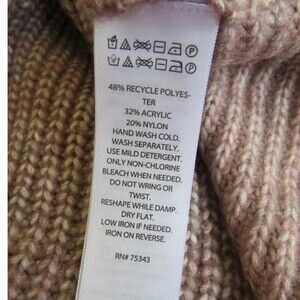 48% RECYCLE POLYES-
TER
32% ACRYLIC
20% NYLON
HAND WASH COLD.
WASH SEPARATELY.
USE MILD DETERGENT.
ONLY NON-CHLORINE
BLEACH WHEN NEEDED.
DO NOT WRING OR
TWIST.
RESHAPE WHILE DAMP.
DRY FLAT.
LOW IRON IF NEEDED.
IRON ON REVERSE.
RN# 75343